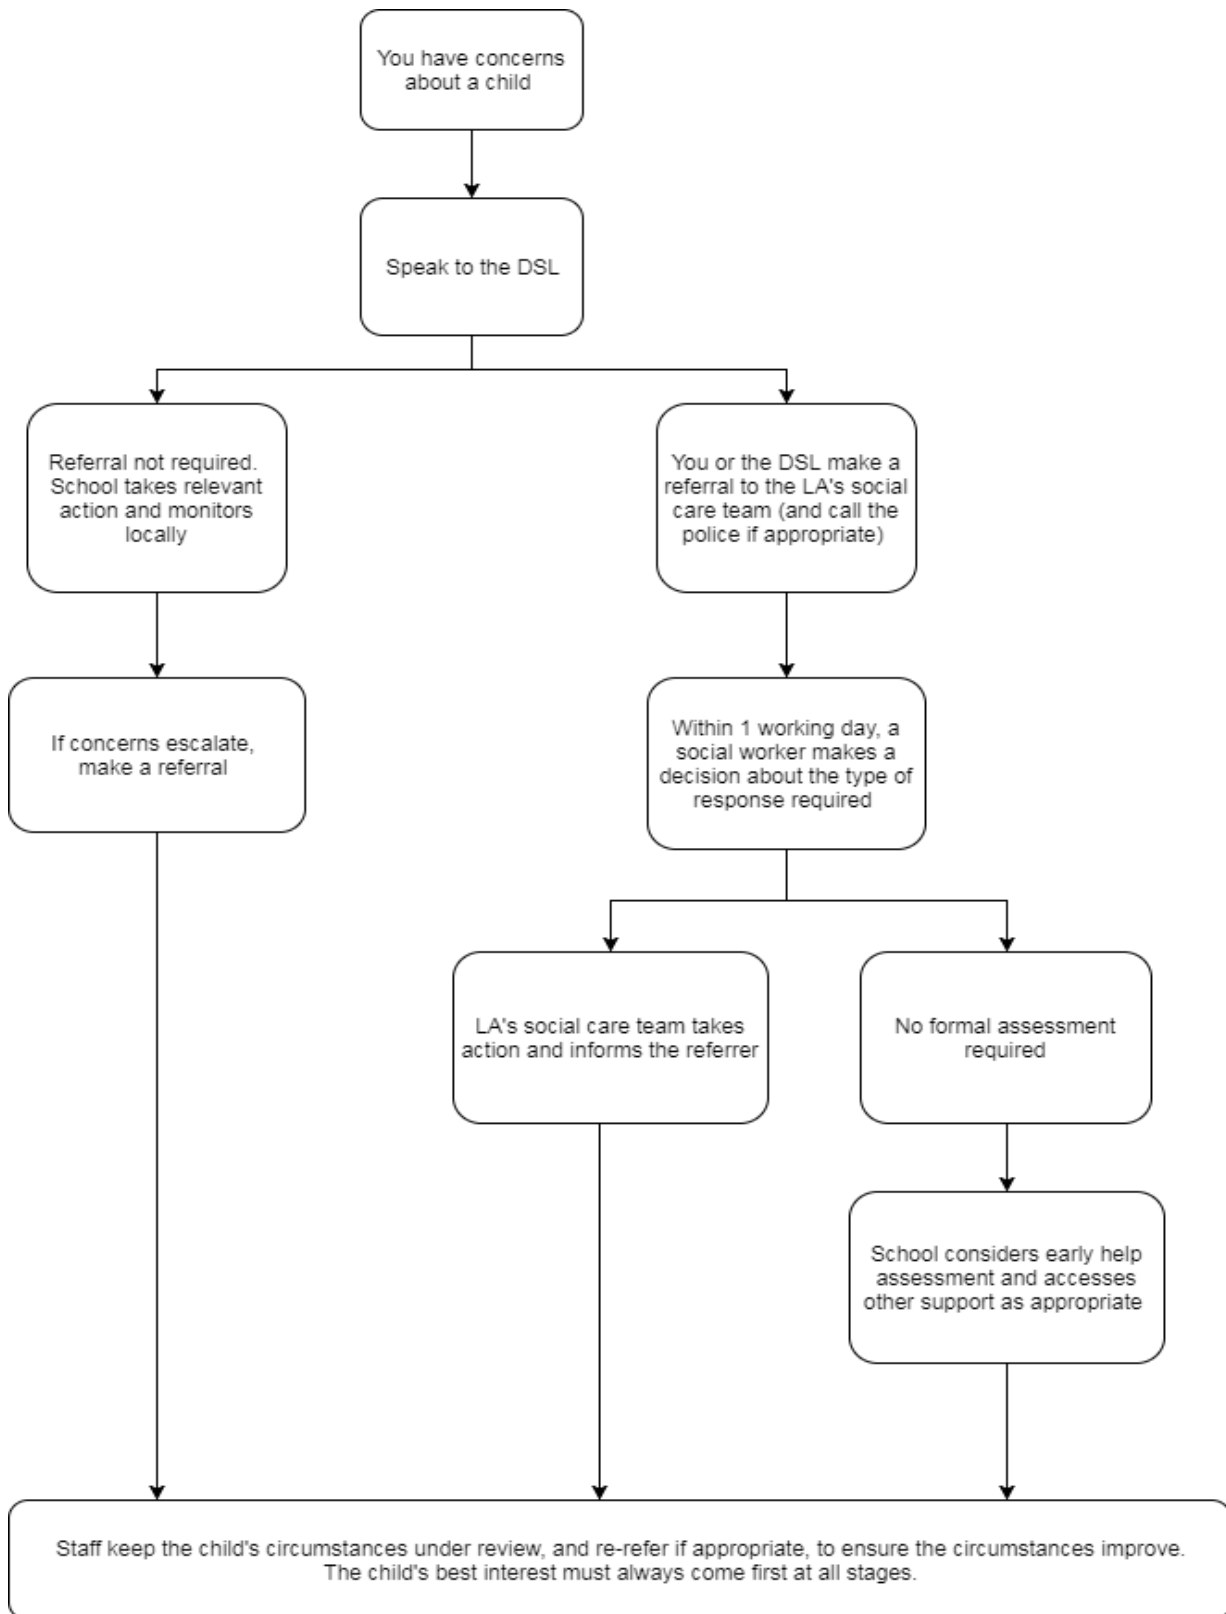 You have concerns
about a child
Speak to the DSL
Referral not required.
School takes relevant
action and monitors
locally
You or the DSL make a
referral to the LA's social
care team (and call the
police if appropriate)
If concerns escalate,
make a referral
Within 1 working day, a
social worker makes a
decision about the type of
response required
LA's social care team takes
action and informs the referrer
No formal assessment
required
School considers early help
assessment and accesses
other support as appropriate
Staff keep the child's circumstances under review, and re-refer if appropriate, to ensure the circumstances improve.
The child's best interest must always come first at all stages.